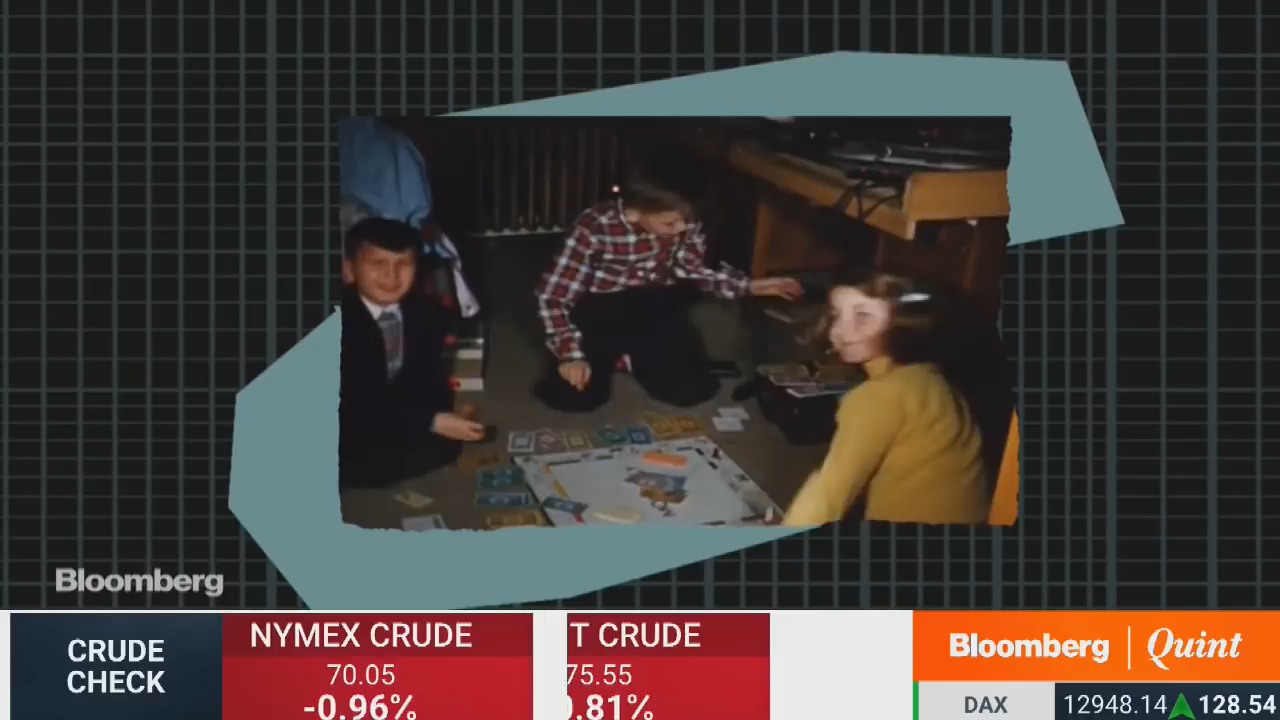 Bloomberg
CRUDE
CHECK
NYMEX CRUDE
70.05
-0.96%
T CRUDE
75.55
.81%
Bloomberg | Quint
DAX 12948.14 128.54